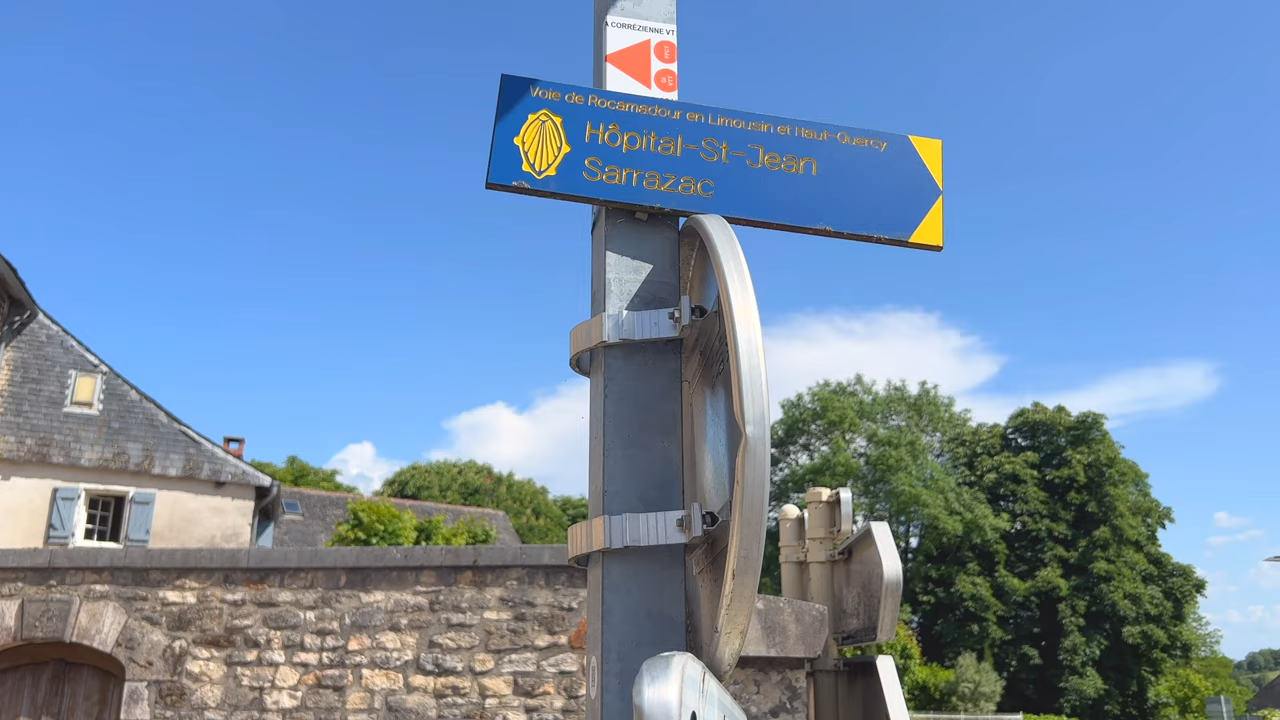 A CORRÉZIENNE VT
Voie de Rocamadour en Limousin et Haut-Quercy
Hôpital-St-Jean
Sarrazac